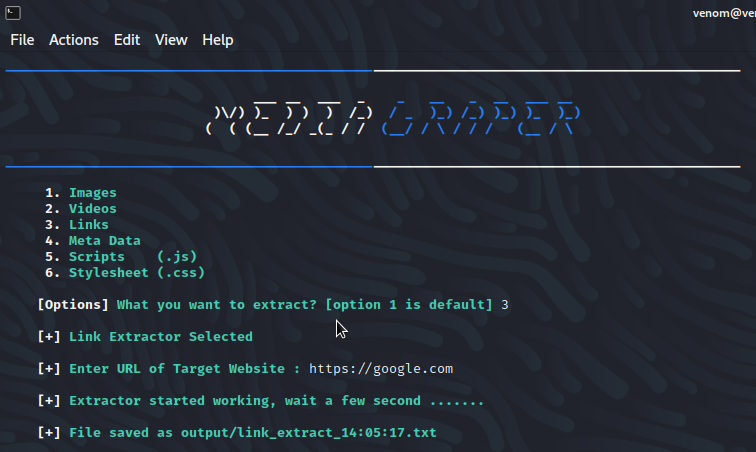 venom@ve
File Actions Edit View Help
1. Images
2. Videos
3. Links
4. Meta Data
5. Scripts (.js)
6. Stylesheet (.css)
[Options] What you want to extract? [option 1 is default] 3
[+] Link Extractor Selected
[+] Enter URL of Target Website : https://google.com
[+] Extractor started working, wait a few second .......
[+] File saved as output/link_extract_14:05:17.txt